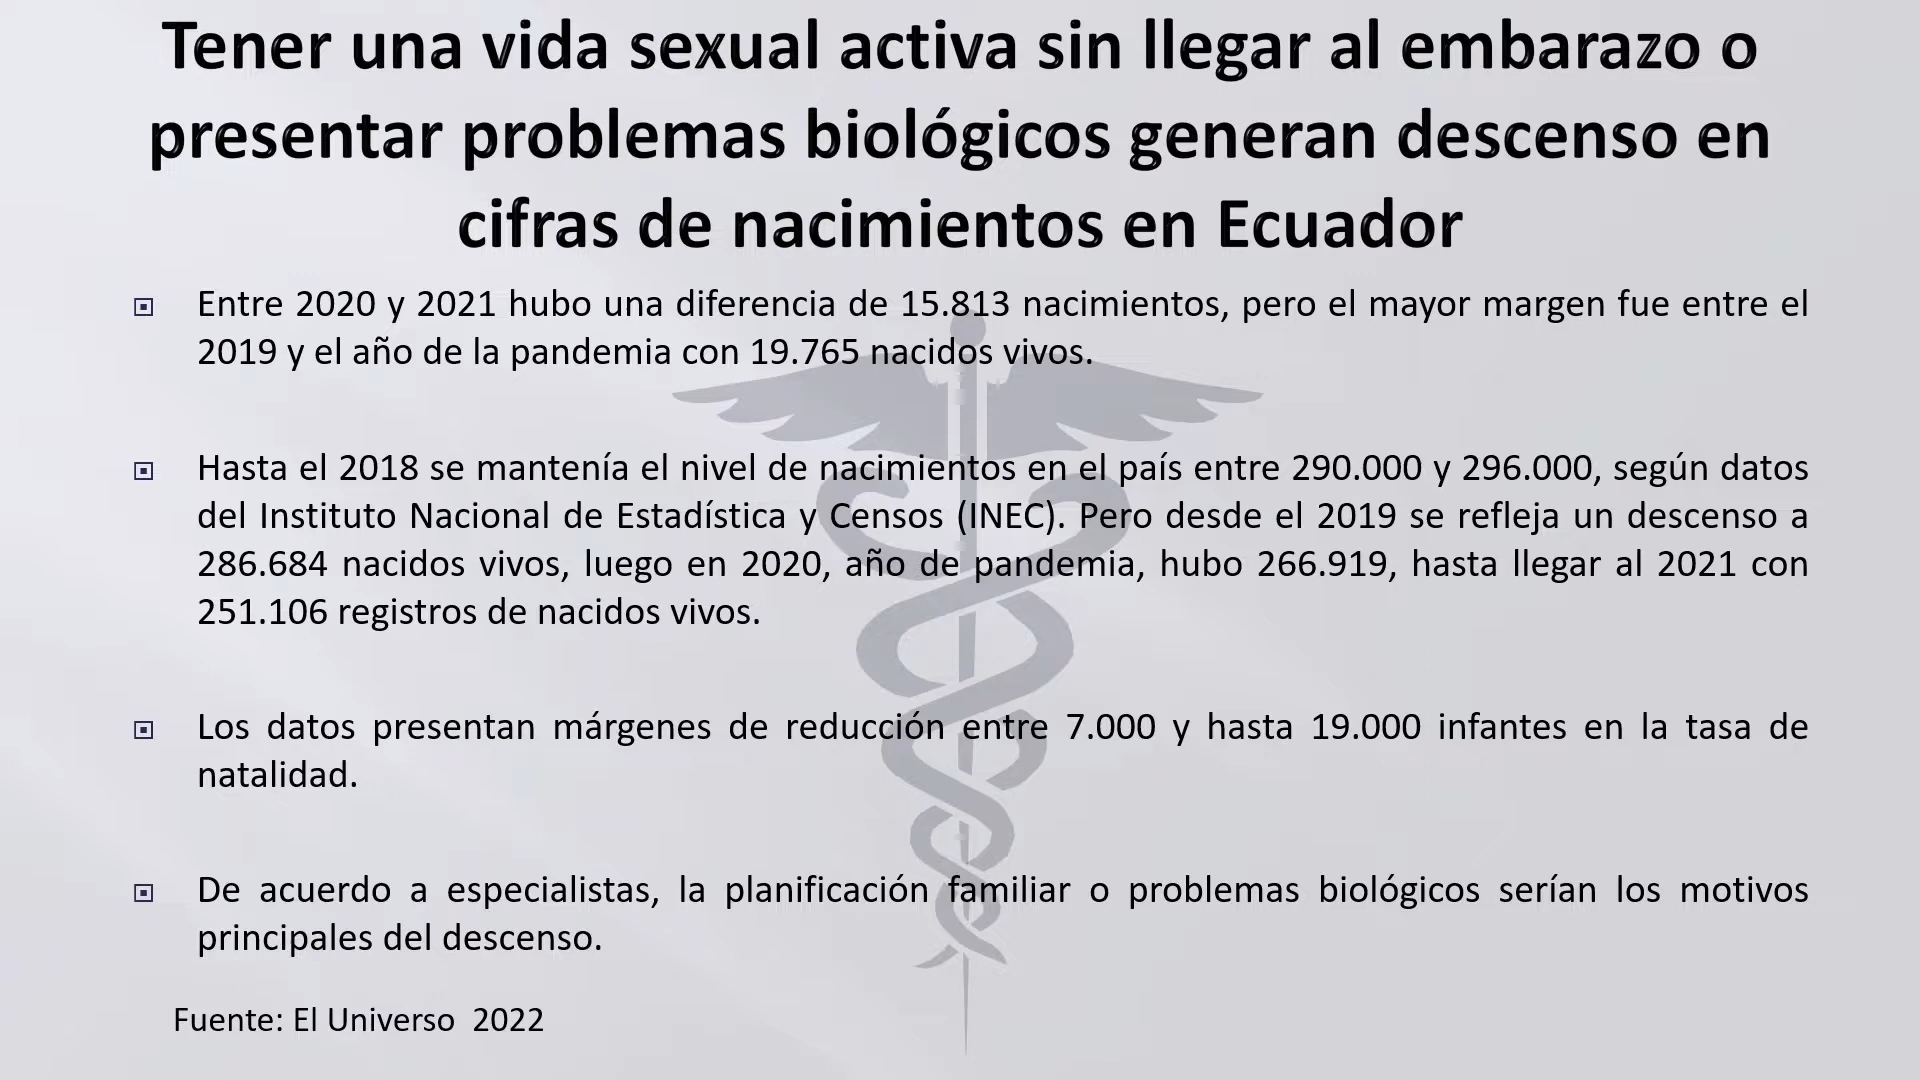 Tener una vida sexual activa sin llegar al embarazo o
presentar problemas biológicos generan descenso en
cifras de nacimientos en Ecuador
Entre 2020 y 2021 hubo una diferencia de 15.813 nacimientos, pero el mayor margen fue entre el
2019 y el año de la pandemia con 19.765 nacidos vivos.
Hasta el 2018 se mantenía el nivel de nacimientos en el país entre 290.000 y 296.000, según datos
del Instituto Nacional de Estadística y Censos (INEC). Pero desde el 2019 se refleja un descenso a
286.684 nacidos vivos, luego en 2020, año de pandemia, hubo 266.919, hasta llegar al 2021 con
251.106 registros de nacidos vivos.
Los datos presentan márgenes de reducción entre 7.000 y hasta 19.000 infantes en la tasa de
natalidad.
De acuerdo a especialistas, la planificación familiar o problemas biológicos serían los motivos
principales del descenso.
Fuente: El Universo  2022